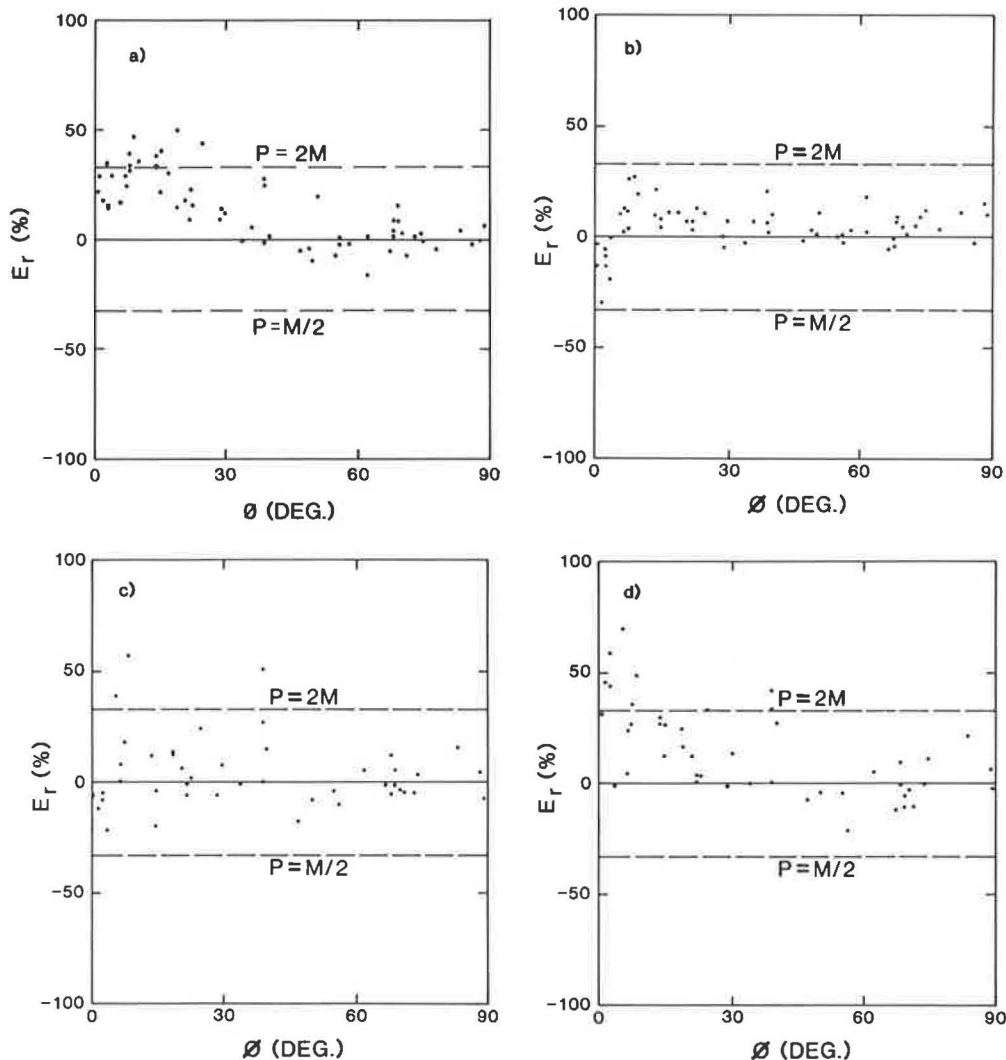 100
a)
50
P = 2M
0
P = M/2
-50
-100
0
30
60
90
Er (%)
Ø (DEG.)
100
b)
50
P = 2M
0
P = M/2
-50
-100
0
30
60
90
Er (%)
Ø (DEG.)
100
c)
50
P = 2M
0
P = M/2
-50
-100
0
30
60
90
Er (%)
Ø (DEG.)
100
d)
50
P = 2M
0
P = M/2
-50
-100
0
30
60
90
Er (%)
Ø (DEG.)